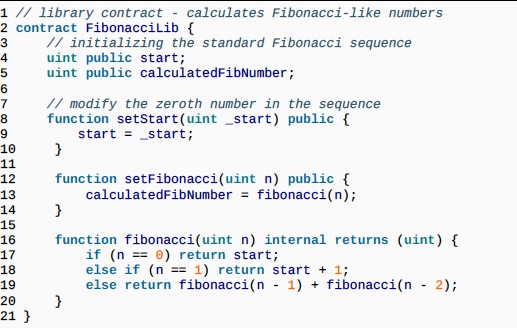 1 // library contract - calculates Fibonacci-like numbers
2 contract FibonacciLib {
3     // initializing the standard Fibonacci sequence
4     uint public start;
5     uint public calculatedFibNumber;
6
7     // modify the zeroth number in the sequence
8     function setStart(uint _start) public {
9         start = _start;
10     }
11
12     function setFibonacci(uint n) public {
13         calculatedFibNumber = fibonacci(n);
14     }
15
16     function fibonacci(uint n) internal returns (uint) {
17         if (n == 0) return start;
18         else if (n == 1) return start + 1;
19         else return fibonacci(n - 1) + fibonacci(n - 2);
20     }
21 }